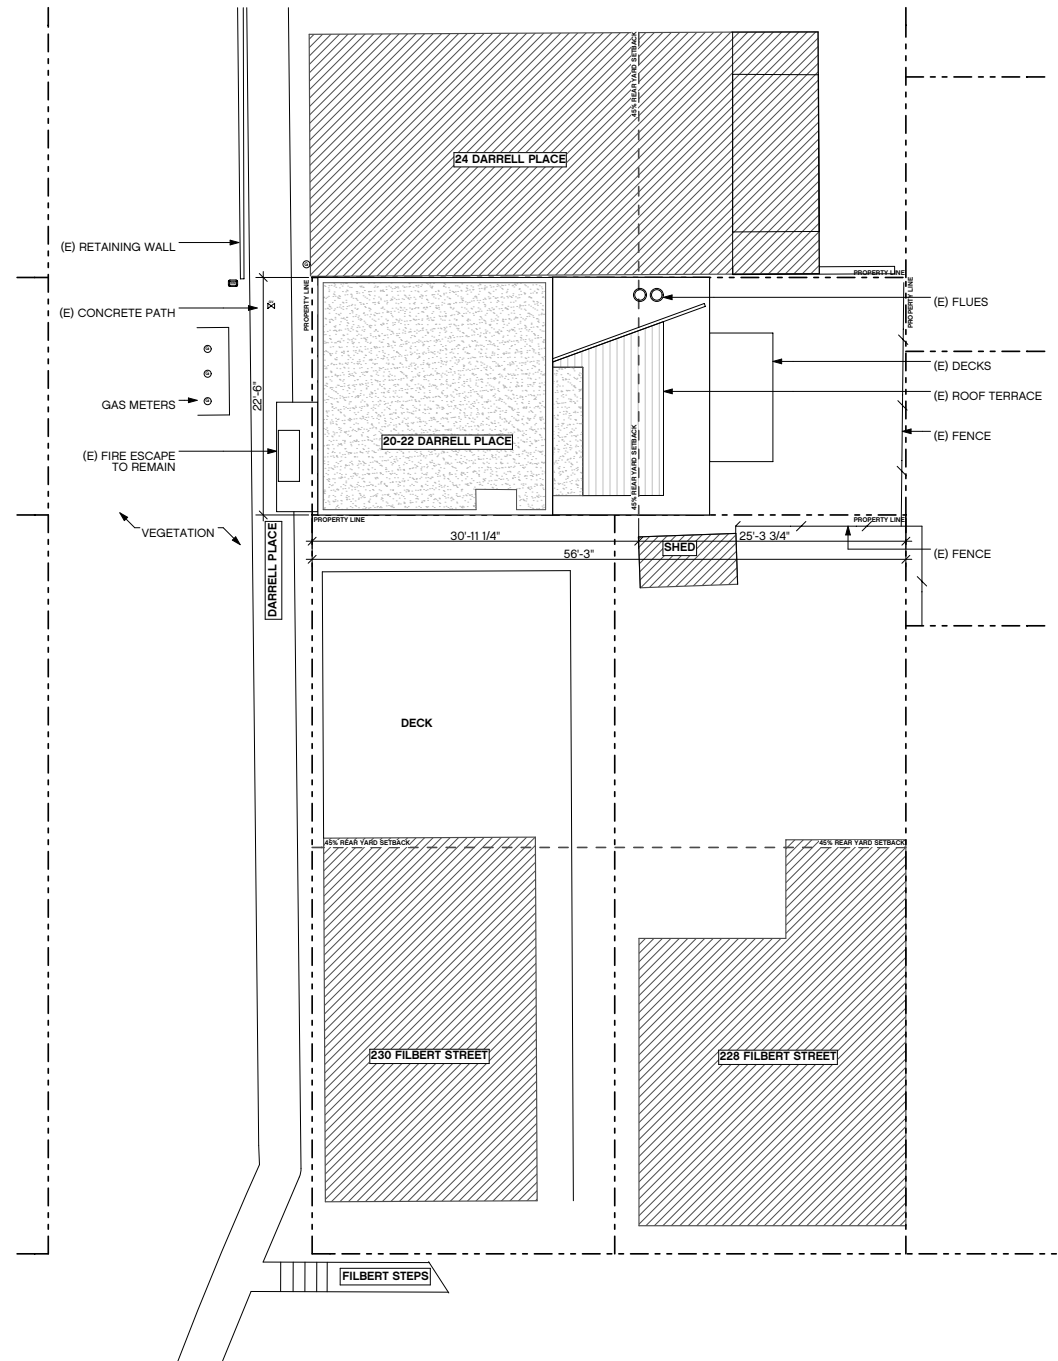 45% REAR YARD SETBACK
24 DARRELL PLACE
(E) RETAINING WALL
PROPERTY LINE
PROPERTY LINE
PROPERTY LINE
(E) FLUES
(E) CONCRETE PATH
(E) DECKS
(E) ROOF TERRACE
GAS METERS
22'-6"
20-22 DARRELL PLACE
45% REAR YARD SETBACK
(E) FENCE
(E) FIRE ESCAPE
TO REMAIN
PROPERTY LINE
PROPERTY LINE
VEGETATION
30'-11 1/4"
25'-3 3/4"
SHED
56'-3"
(E) FENCE
DARRELL PLACE
DECK
45% REAR YARD SETBACK
45% REAR YARD SETBACK
230 FILBERT STREET
228 FILBERT STREET
FILBERT STEPS